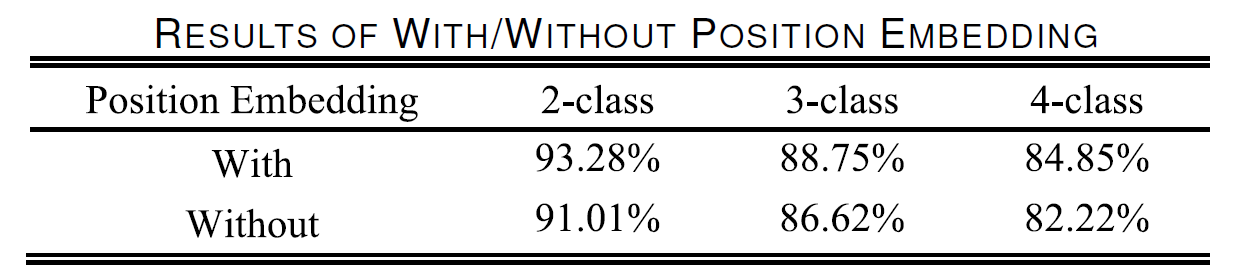 RESULTS OF WITH/WITHOUT POSITION EMBEDDING
Position Embedding 2-class 3-class 4-class
With 93.28% 88.75% 84.85%
Without 91.01% 86.62% 82.22%